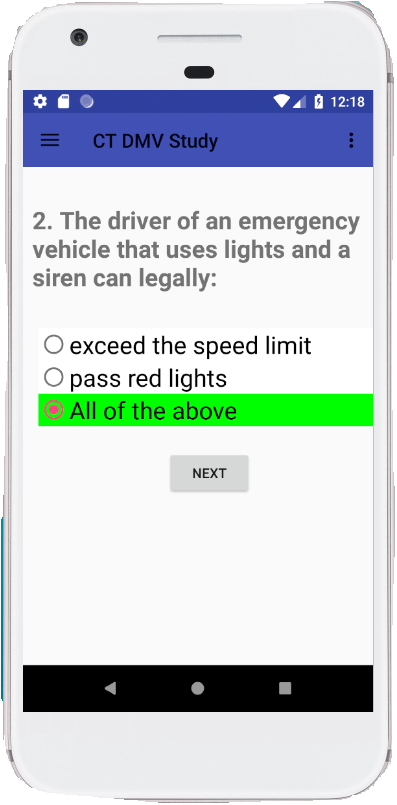 12:18
CT DMV Study
2. The driver of an emergency
vehicle that uses lights and a
siren can legally:
exceed the speed limit
pass red lights
All of the above
NEXT